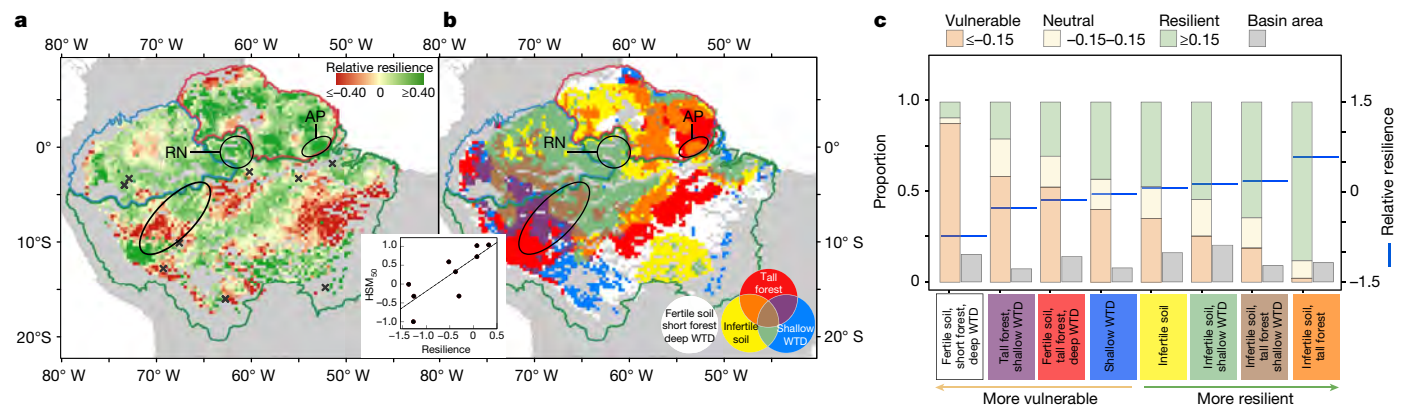 a
80° W 70° W 60° W 50° W
Relative resilience
≤−0.40 0 ≥0.40
AP
RN
0°
10° S
20° S
80° W 70° W 60° W 50° W
HSM50
1.0
0.5
0
−0.5
−1.0
−1.5 −1.0 −0.5 0 0.5
Resilience
b
80° W 70° W 60° W 50° W
AP
RN
0°
10° S
20° S
Fertile soil
short forest
deep WTD
Tall
forest
Infertile
soil
Shallow
WTD
70° W 60° W 50° W
c
Vulnerable
≤−0.15
Neutral
−0.15–0.15
Resilient
≥0.15
Basin area
Proportion
1.0
0.5
0
Relative resilience
1.5
0
−1.5
Fertile soil,
short forest,
deep WTD
Tall forest,
shallow WTD
Fertile soil,
tall forest,
deep WTD
Shallow WTD
Infertile soil
Infertile soil,
shallow WTD
Infertile soil,
tall forest
shallow WTD
Infertile soil,
tall forest
More vulnerable
More resilient